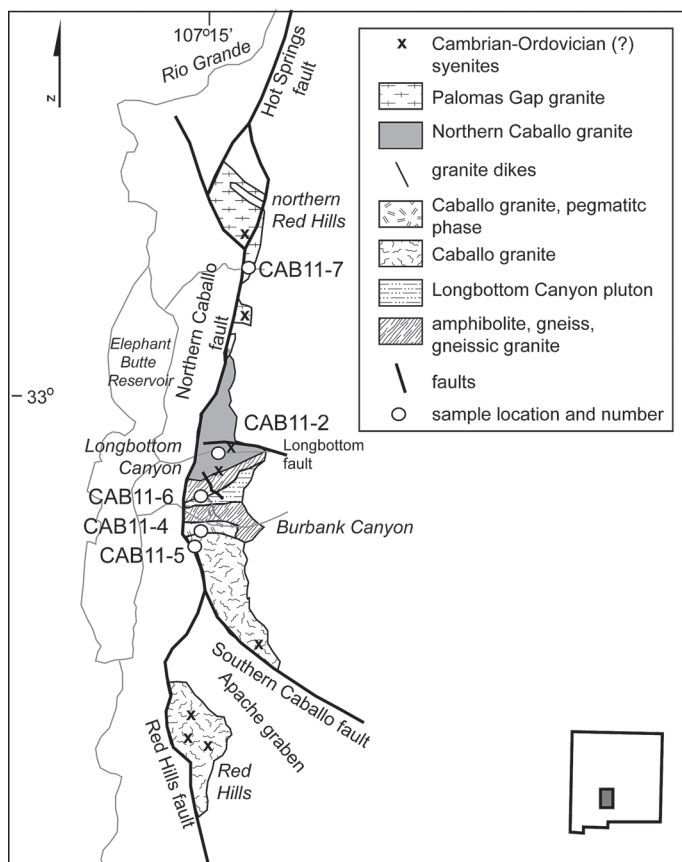 107º15'
Rio Grande
Hot Springs
fault
z
northern
Red Hills
CAB11-7
Northern Caballo
fault
Elephant
Butte
Reservoir
33º
CAB11-2
Longbottom
Canyon
Longbottom
fault
CAB11-6
CAB11-4
Burbank Canyon
CAB11-5
Southern Caballo fault
Apache graben
Red Hills fault
Red
Hills
x Cambrian-Ordovician (?)
syenites
Palomas Gap granite
Northern Caballo granite
granite dikes
Caballo granite, pegmatitc
phase
Caballo granite
Longbottom Canyon pluton
amphibolite, gneiss,
gneissic granite
faults
sample location and number